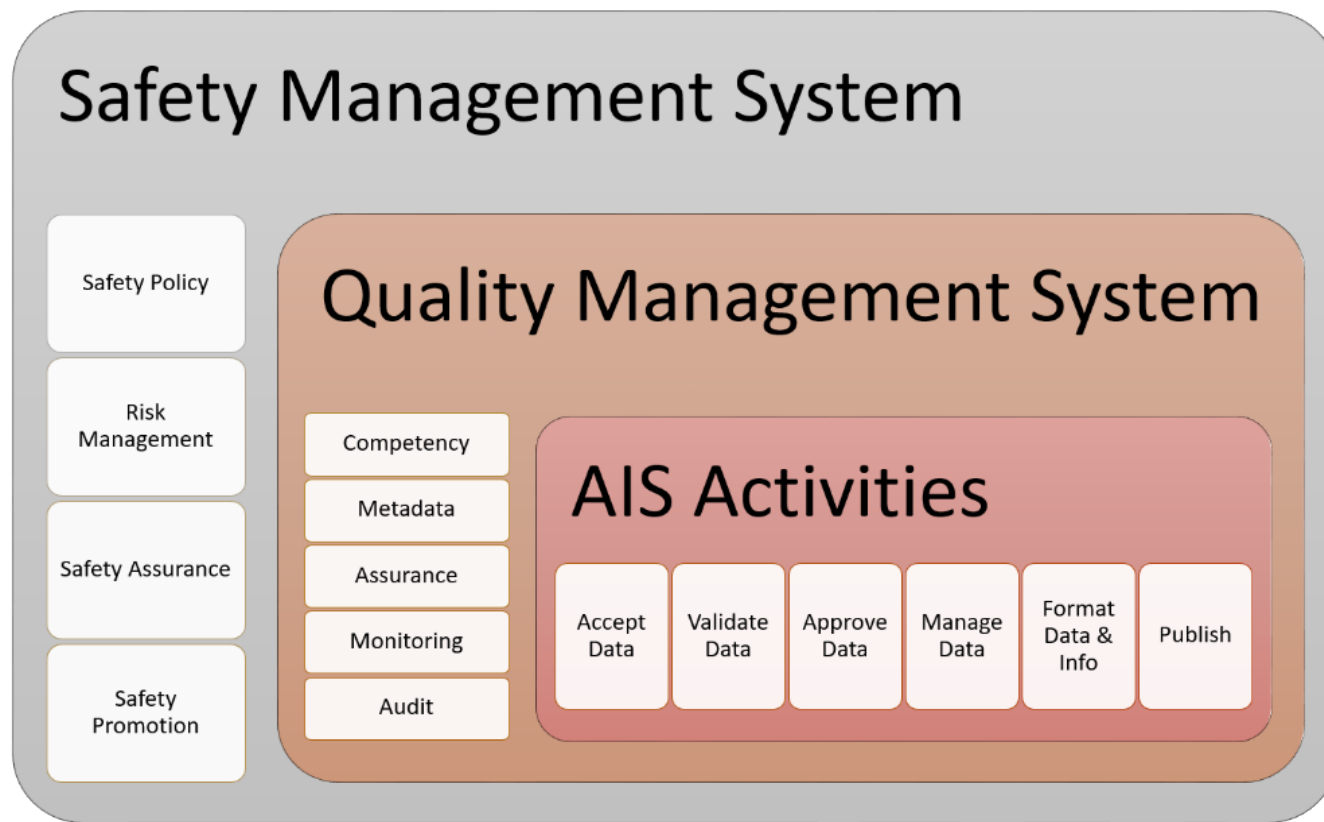 Safety Management System
Safety Policy
Risk
Management
Safety Assurance
Safety
Promotion
Quality Management System
Competency
Metadata
Assurance
Monitoring
Audit
AIS Activities
Accept
Data
Validate
Data
Approve
Data
Manage
Data
Format
Data &
Info
Publish